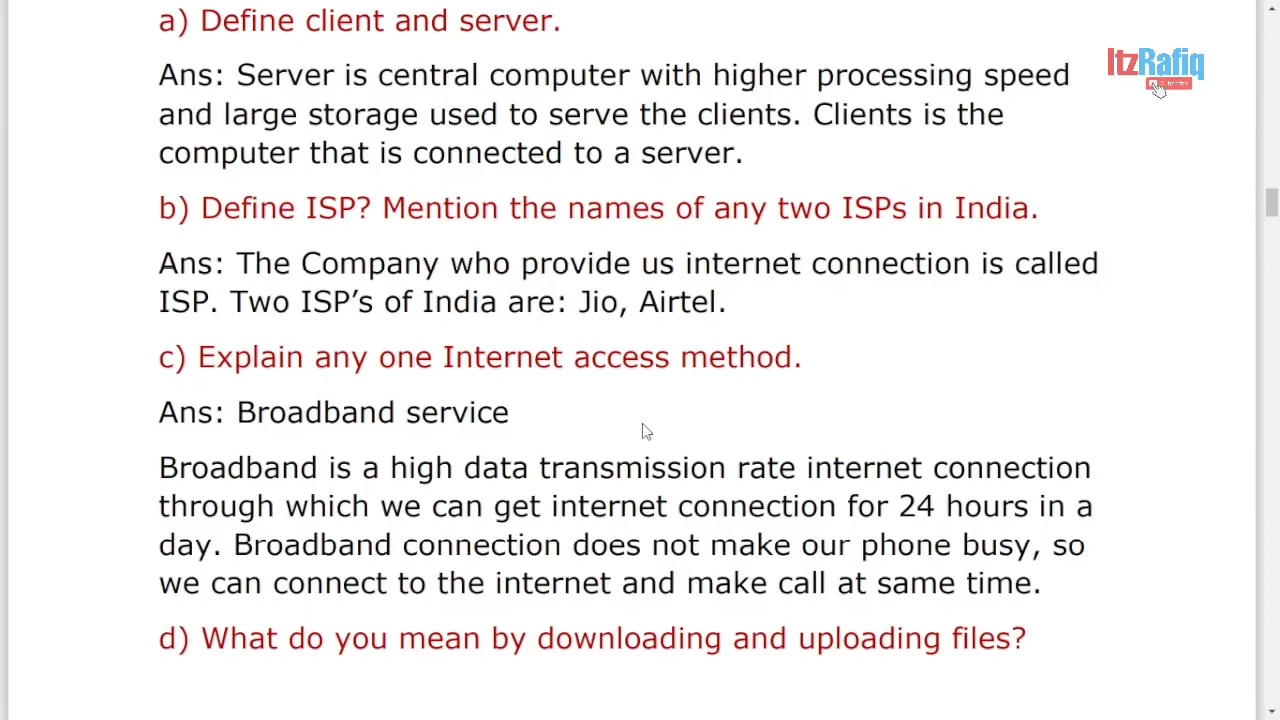 a) Define client and server.
ItzRafiq
Ans: Server is central computer with higher processing speed
and large storage used to serve the clients. Clients is the
computer that is connected to a server.
b) Define ISP? Mention the names of any two ISPs in India.
Ans: The Company who provide us internet connection is called
ISP. Two ISP’s of India are: Jio, Airtel.
c) Explain any one Internet access method.
Ans: Broadband service
Broadband is a high data transmission rate internet connection
through which we can get internet connection for 24 hours in a
day. Broadband connection does not make our phone busy, so
we can connect to the internet and make call at same time.
d) What do you mean by downloading and uploading files?